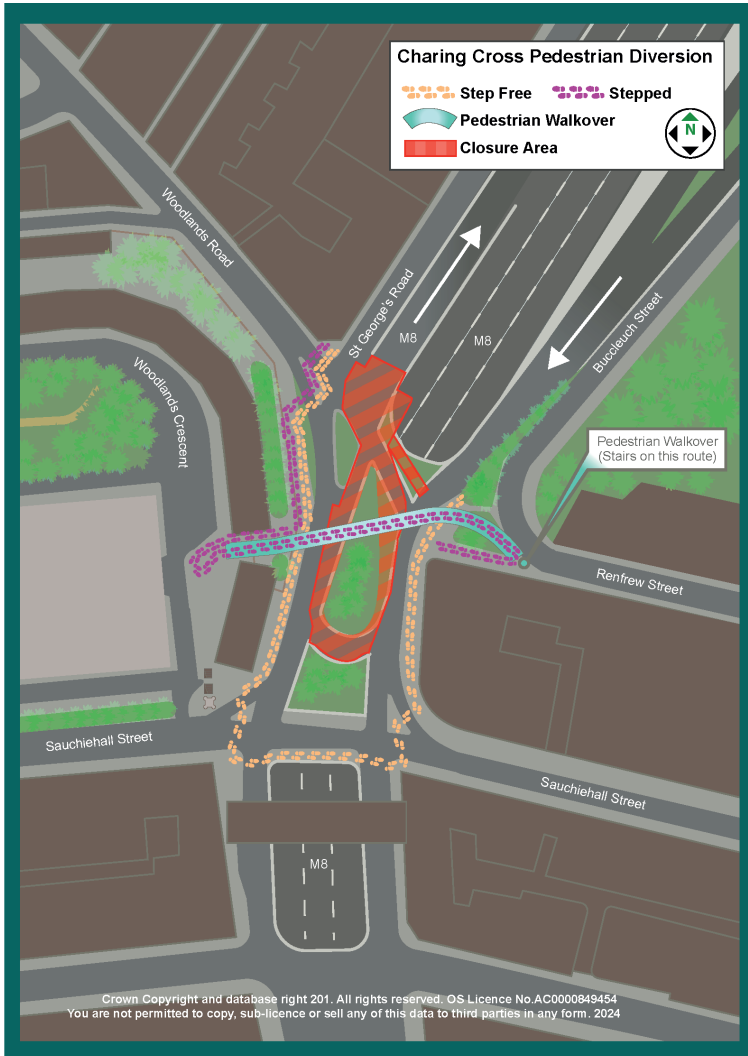 Charing Cross Pedestrian Diversion
Step Free
Stepped
Pedestrian Walkover
Closure Area
N
Woodlands Road
St George's Road
M8
M8
Buccleuch Street
Woodlands Crescent
Pedestrian Walkover
(Stairs on this route)
Renfrew Street
Sauchiehall Street
Sauchiehall Street
M8
Crown Copyright and database right 201. All rights reserved. OS Licence No.AC0000849454
You are not permitted to copy, sub-licence or sell any of this data to third parties in any form. 2024